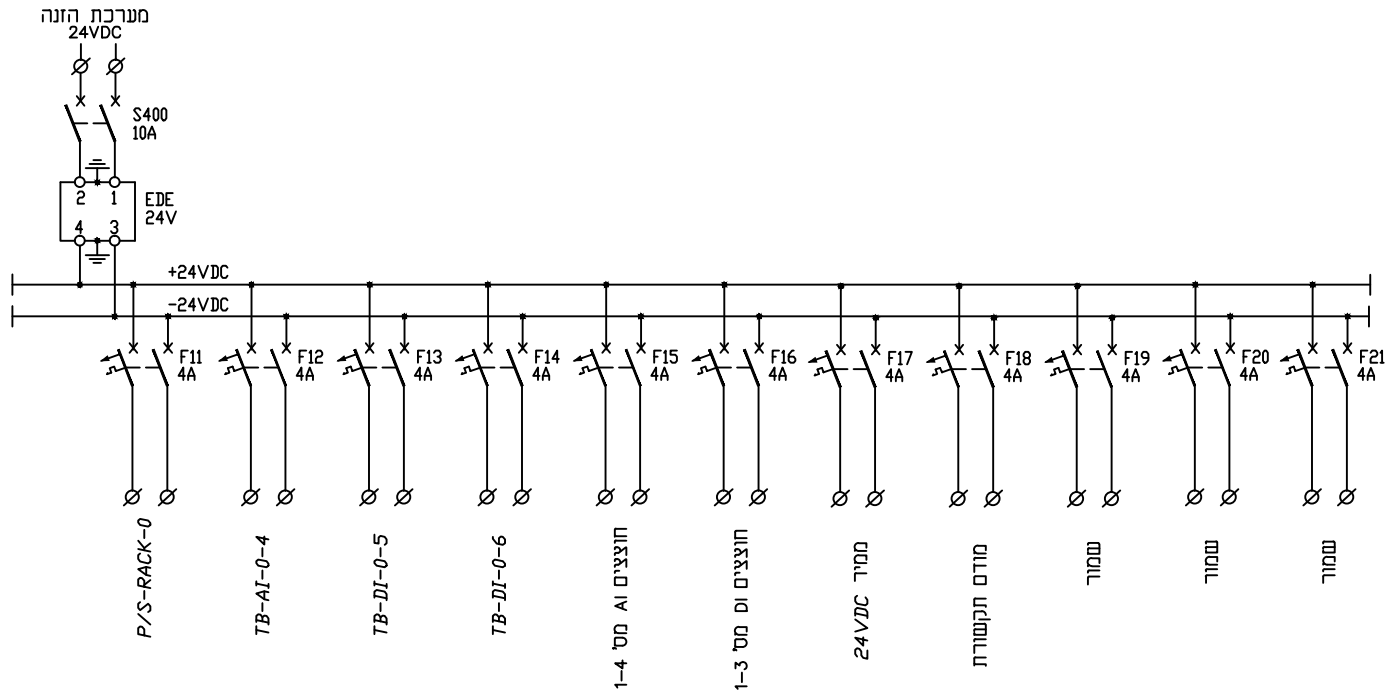 מערכת הזנה
24VDC
S400
10A
2 1
EDE
24V
4 3
+24VDC
-24VDC
F11
4A
F12
4A
F13
4A
F14
4A
F15
4A
F16
4A
F17
4A
F18
4A
F19
4A
F20
4A
F21
4A
P/S-RACK-0
TB-AI-0-4
TB-DI-0-5
TB-DI-0-6
חוצצים AI מס' 1-4
חוצצים DI מס' 1-3
ממיר 24VDC
מודם תקשורת
שמור
שמור
שמור